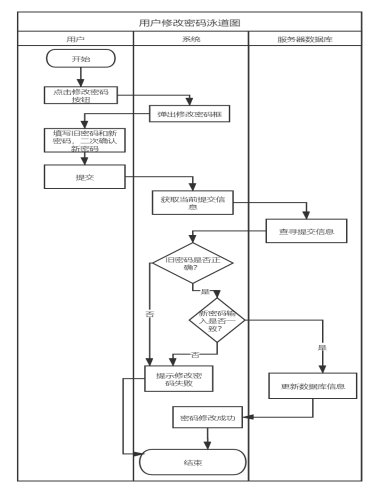 用户修改密码泳道图
用户
系统
服务器数据库
开始
点击修改密码
按钮
弹出修改密码框
填写旧密码和新
密码，二次确认
新密码
提交
获取当前提交信
息
查寻提交信息
旧密码是否正
确?
是
否
新密码输
入是否一
致?
是
否
提示修改密
码失败
更新数据库信息
密码修改成功
结束